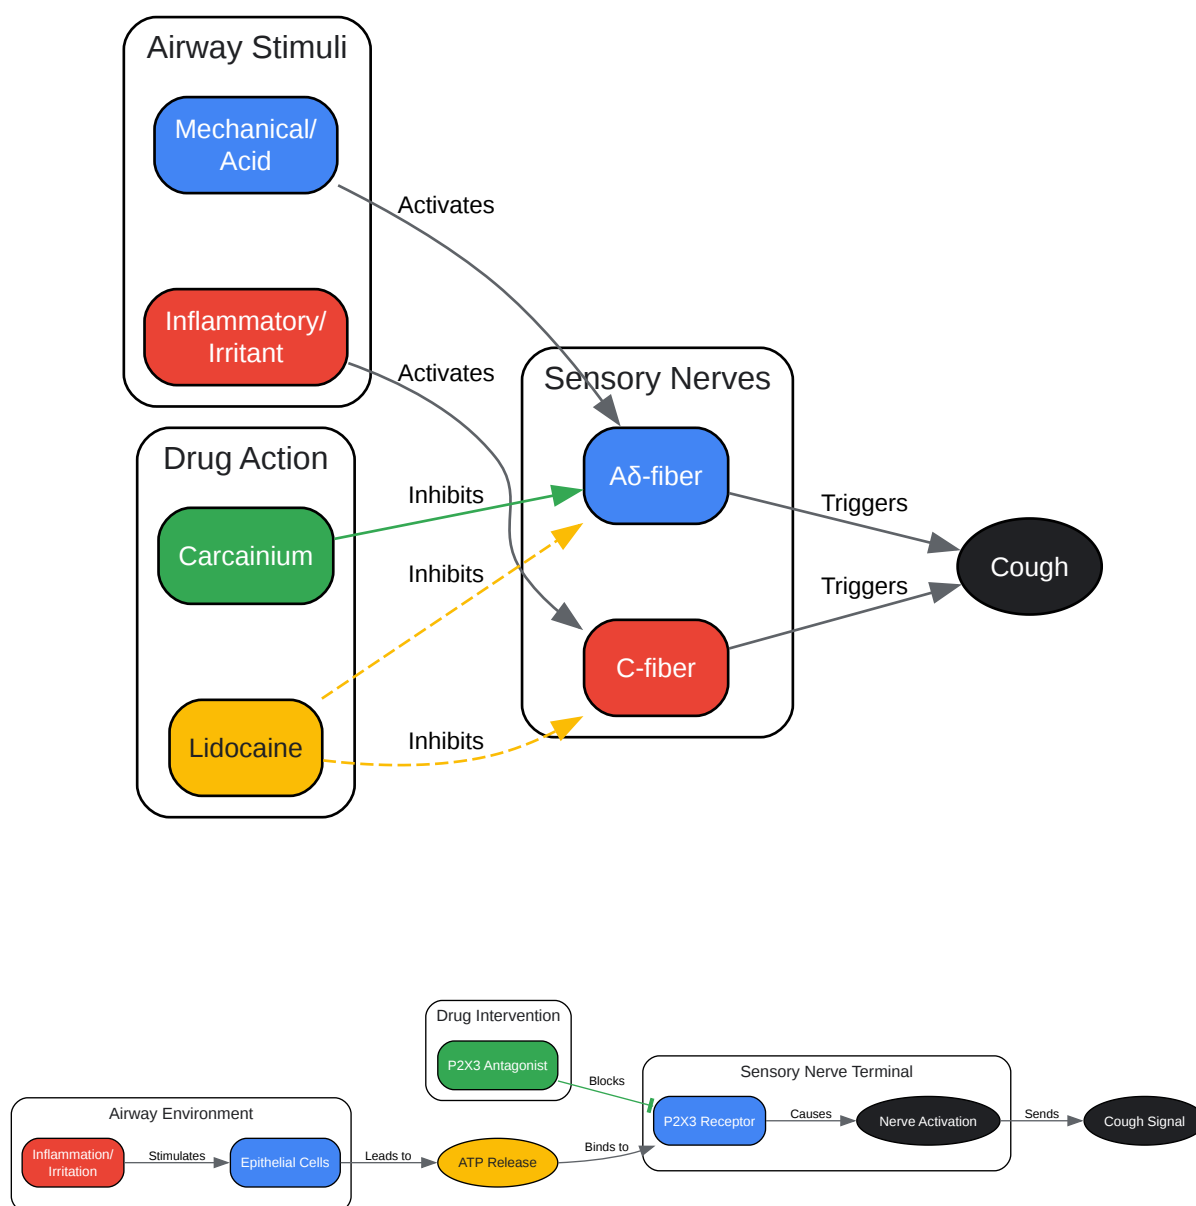 Airway Stimuli
Mechanical/
Acid
Activates
Inflammatory/
Irritant
Activates
Sensory Nerves
Drug Action
Aδ-fiber
Inhibits
Triggers
Carcainium
Cough
Inhibits
Triggers
C-fiber
Lidocaine
Inhibits
Drug Intervention
P2X3 Antagonist
Blocks
Sensory Nerve Terminal
Airway Environment
P2X3 Receptor
Causes
Nerve Activation
Sends
Cough Signal
Inflammation/
Irritation
Stimulates
Epithelial Cells
Leads to
ATP Release
Binds to